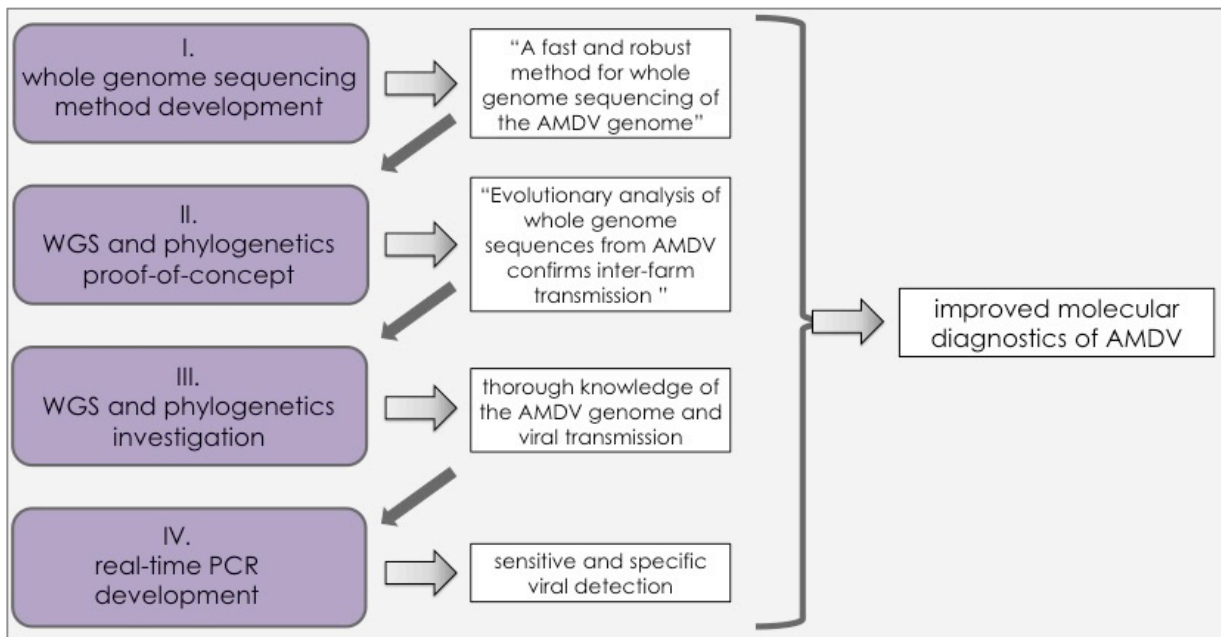 I.
whole genome sequencing
method development
“A fast and robust
method for whole
genome sequencing of
the AMDV genome”
II.
WGS and phylogenetics
proof-of-concept
“Evolutionary analysis of
whole genome
sequences from AMDV
confirms inter-farm
transmission ”
III.
WGS and phylogenetics
investigation
thorough knowledge of
the AMDV genome and
viral transmission
IV.
real-time PCR
development
sensitive and specific
viral detection
improved molecular
diagnostics of AMDV